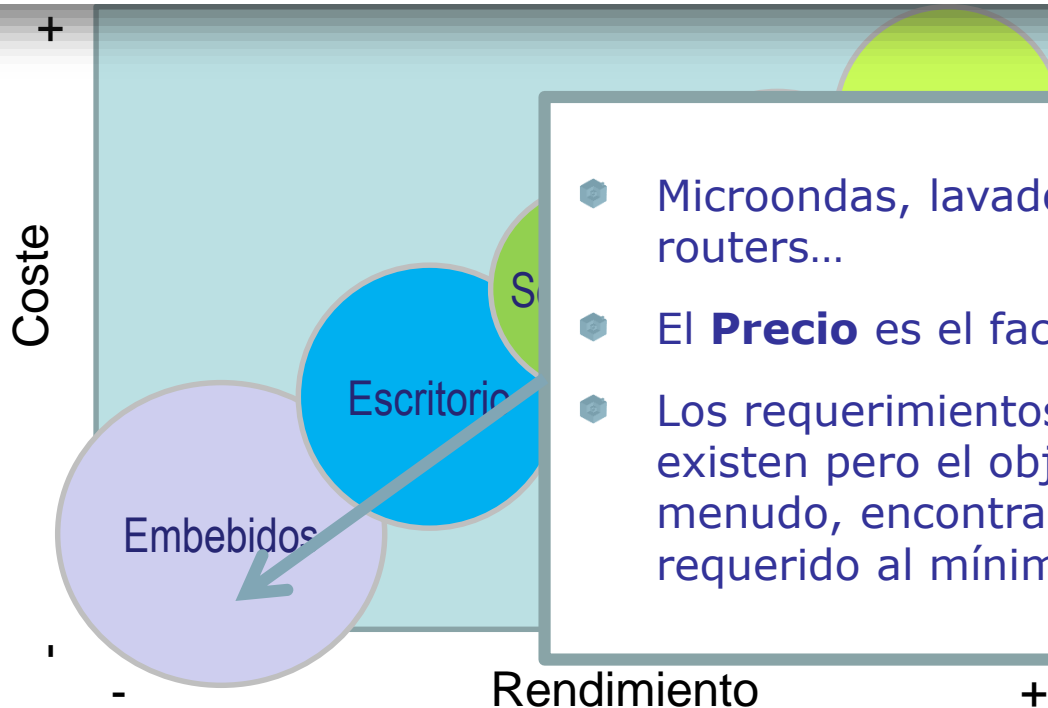 +
Coste
-
Embebidos
Escritorio
S
Microondas, lavad
routers…
El Precio es el fac
Los requerimientos
existen pero el obj
menudo, encontra
requerido al mínim
-
Rendimiento
+